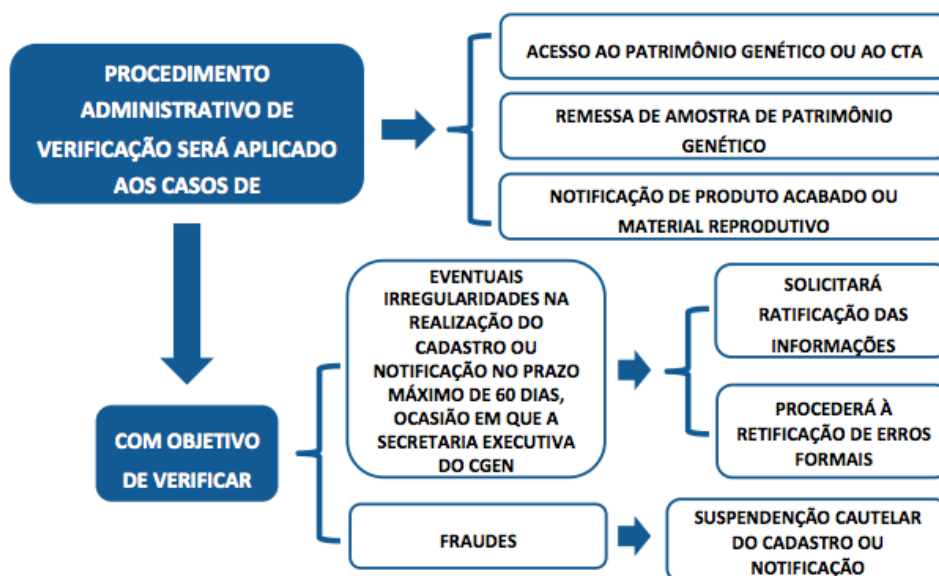 PROCEDIMENTO
ADMINISTRATIVO DE
VERIFICAÇÃO SERÁ APLICADO
AOS CASOS DE
ACESSO AO PATRIMÔNIO GENÉTICO OU AO CTA
REMESSA DE AMOSTRA DE PATRIMÔNIO
GENÉTICO
NOTIFICAÇÃO DE PRODUTO ACABADO OU
MATERIAL REPRODUTIVO
COM OBJETIVO
DE VERIFICAR
EVENTUAIS
IRREGULARIDADES NA
REALIZAÇÃO DO
CADASTRO OU
NOTIFICAÇÃO NO PRAZO
MÁXIMO DE 60 DIAS,
OCASIÃO EM QUE A
SECRETARIA EXECUTIVA
DO CGEN
SOLICITARÁ
RATIFICAÇÃO DAS
INFORMAÇÕES
PROCEDERÁ À
RETIFICAÇÃO DE ERROS
FORMAIS
FRAUDES
SUSPENDENÇÃO CAUTELAR
DO CADASTRO OU
NOTIFICAÇÃO